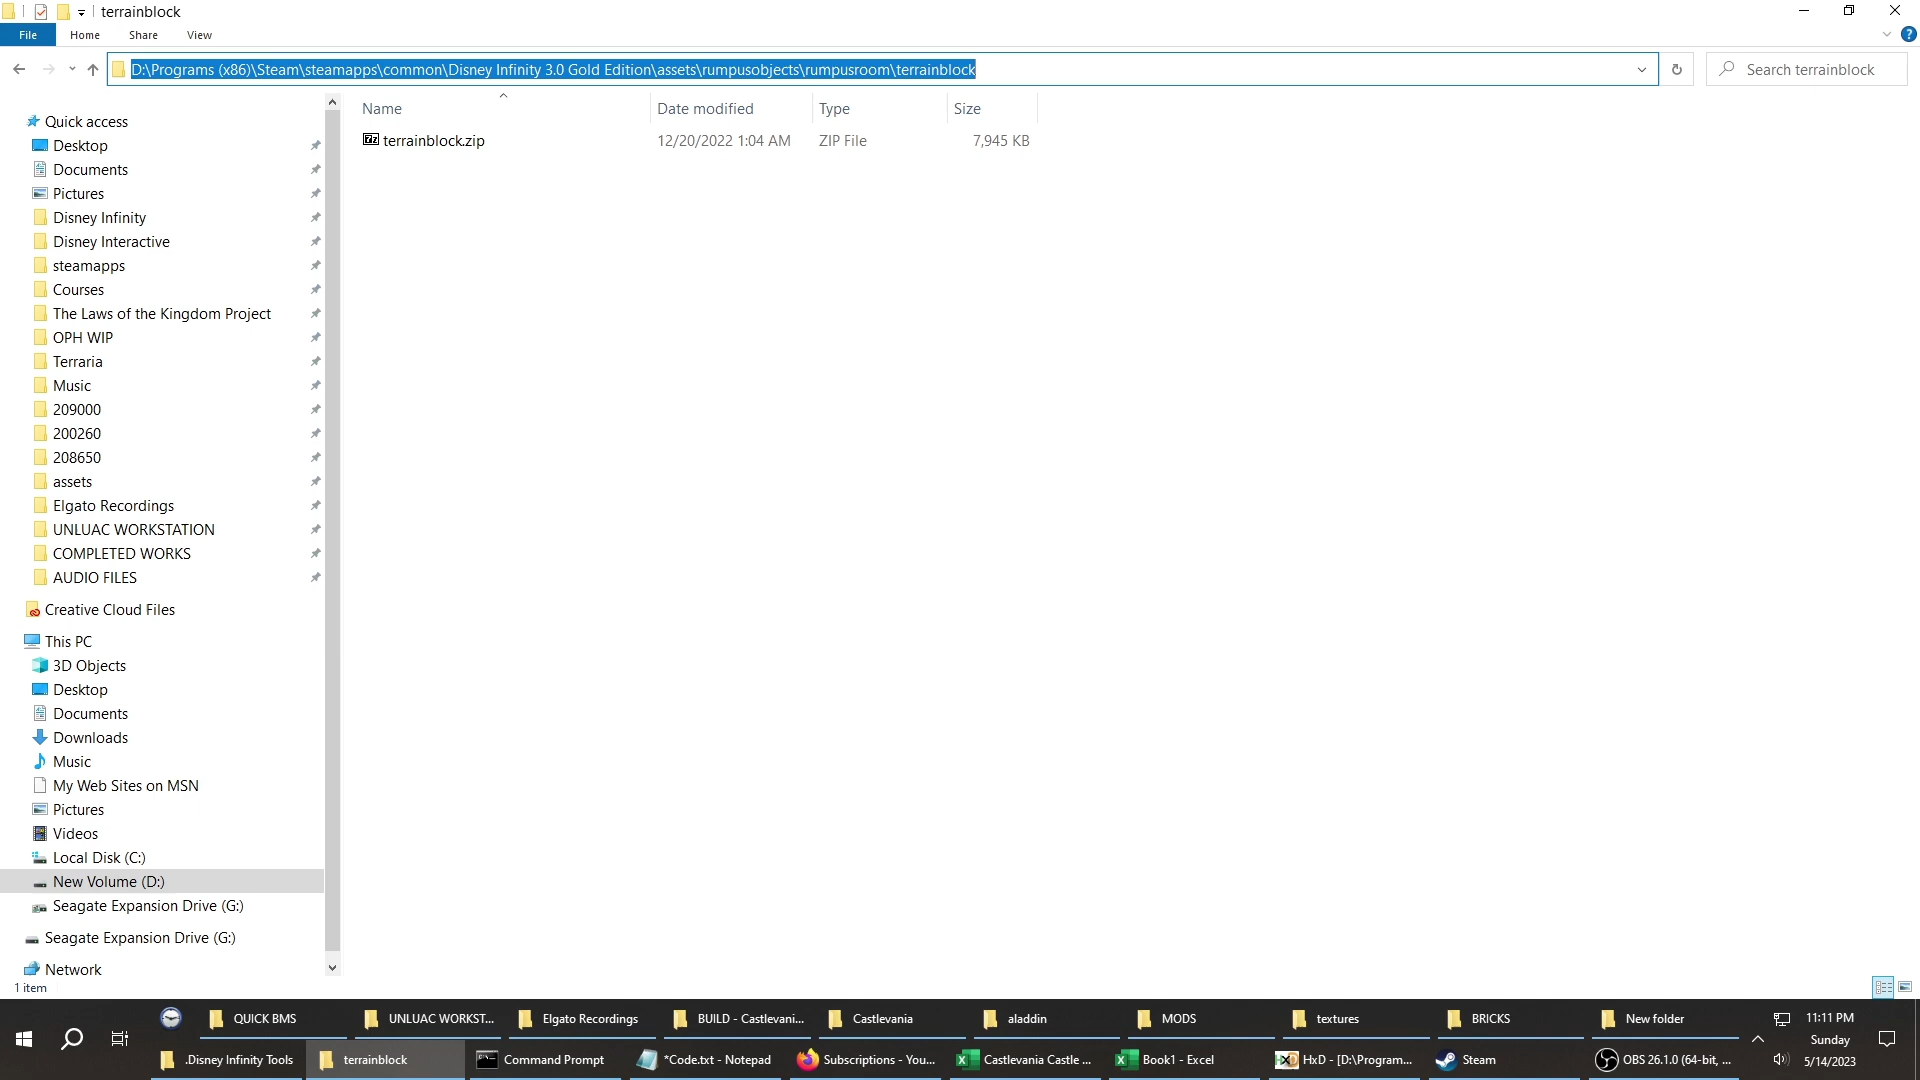 terrainblock
File Home Share View
D:\Programs (x86)\Steam\steamapps\common\Disney Infinity 3.0 Gold Edition\assets\rumpusobjects\rumpusroom\terrainblock
Search terrainblock
Name Date modified Type Size
terrainblock.zip 12/20/2022 1:04 AM ZIP File 7,945 KB
Quick access
Desktop
Documents
Pictures
Disney Infinity
Disney Interactive
steamapps
Courses
The Laws of the Kingdom Project
OPH WIP
Terraria
Music
209000
200260
208650
assets
Elgato Recordings
UNLUAC WORKSTATION
COMPLETED WORKS
AUDIO FILES
Creative Cloud Files
This PC
3D Objects
Desktop
Documents
Downloads
Music
My Web Sites on MSN
Pictures
Videos
Local Disk (C:)
New Volume (D:)
Seagate Expansion Drive (G:)
Seagate Expansion Drive (G:)
Network
1 item
QUICK BMS UNLUAC WORKST... Elgato Recordings BUILD - Castlevani... Castlevania aladdin MODS textures BRICKS New folder
.Disney Infinity Tools terrainblock Command Prompt *Code.txt - Notepad Subscriptions - You... Castlevania Castle ... Book1 - Excel HxD - [D:\Program... Steam OBS 26.1.0 (64-bit, ...
11:11 PM
Sunday
5/14/2023